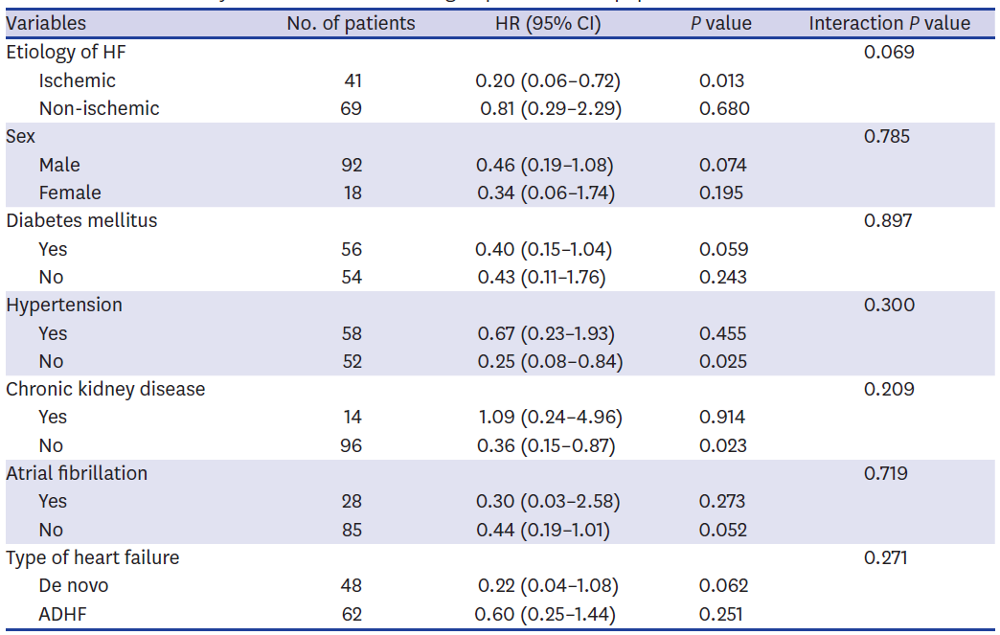 Variables No. of patients HR (95% CI) P value Interaction P value
Etiology of HF 0.069
Ischemic 41 0.20 (0.06–0.72) 0.013
Non-ischemic 69 0.81 (0.29–2.29) 0.680
Sex 0.785
Male 92 0.46 (0.19–1.08) 0.074
Female 18 0.34 (0.06–1.74) 0.195
Diabetes mellitus 0.897
Yes 56 0.40 (0.15–1.04) 0.059
No 54 0.43 (0.11–1.76) 0.243
Hypertension 0.300
Yes 58 0.67 (0.23–1.93) 0.455
No 52 0.25 (0.08–0.84) 0.025
Chronic kidney disease 0.209
Yes 14 1.09 (0.24–4.96) 0.914
No 96 0.36 (0.15–0.87) 0.023
Atrial fibrillation 0.719
Yes 28 0.30 (0.03–2.58) 0.273
No 85 0.44 (0.19–1.01) 0.052
Type of heart failure 0.271
De novo 48 0.22 (0.04–1.08) 0.062
ADHF 62 0.60 (0.25–1.44) 0.251